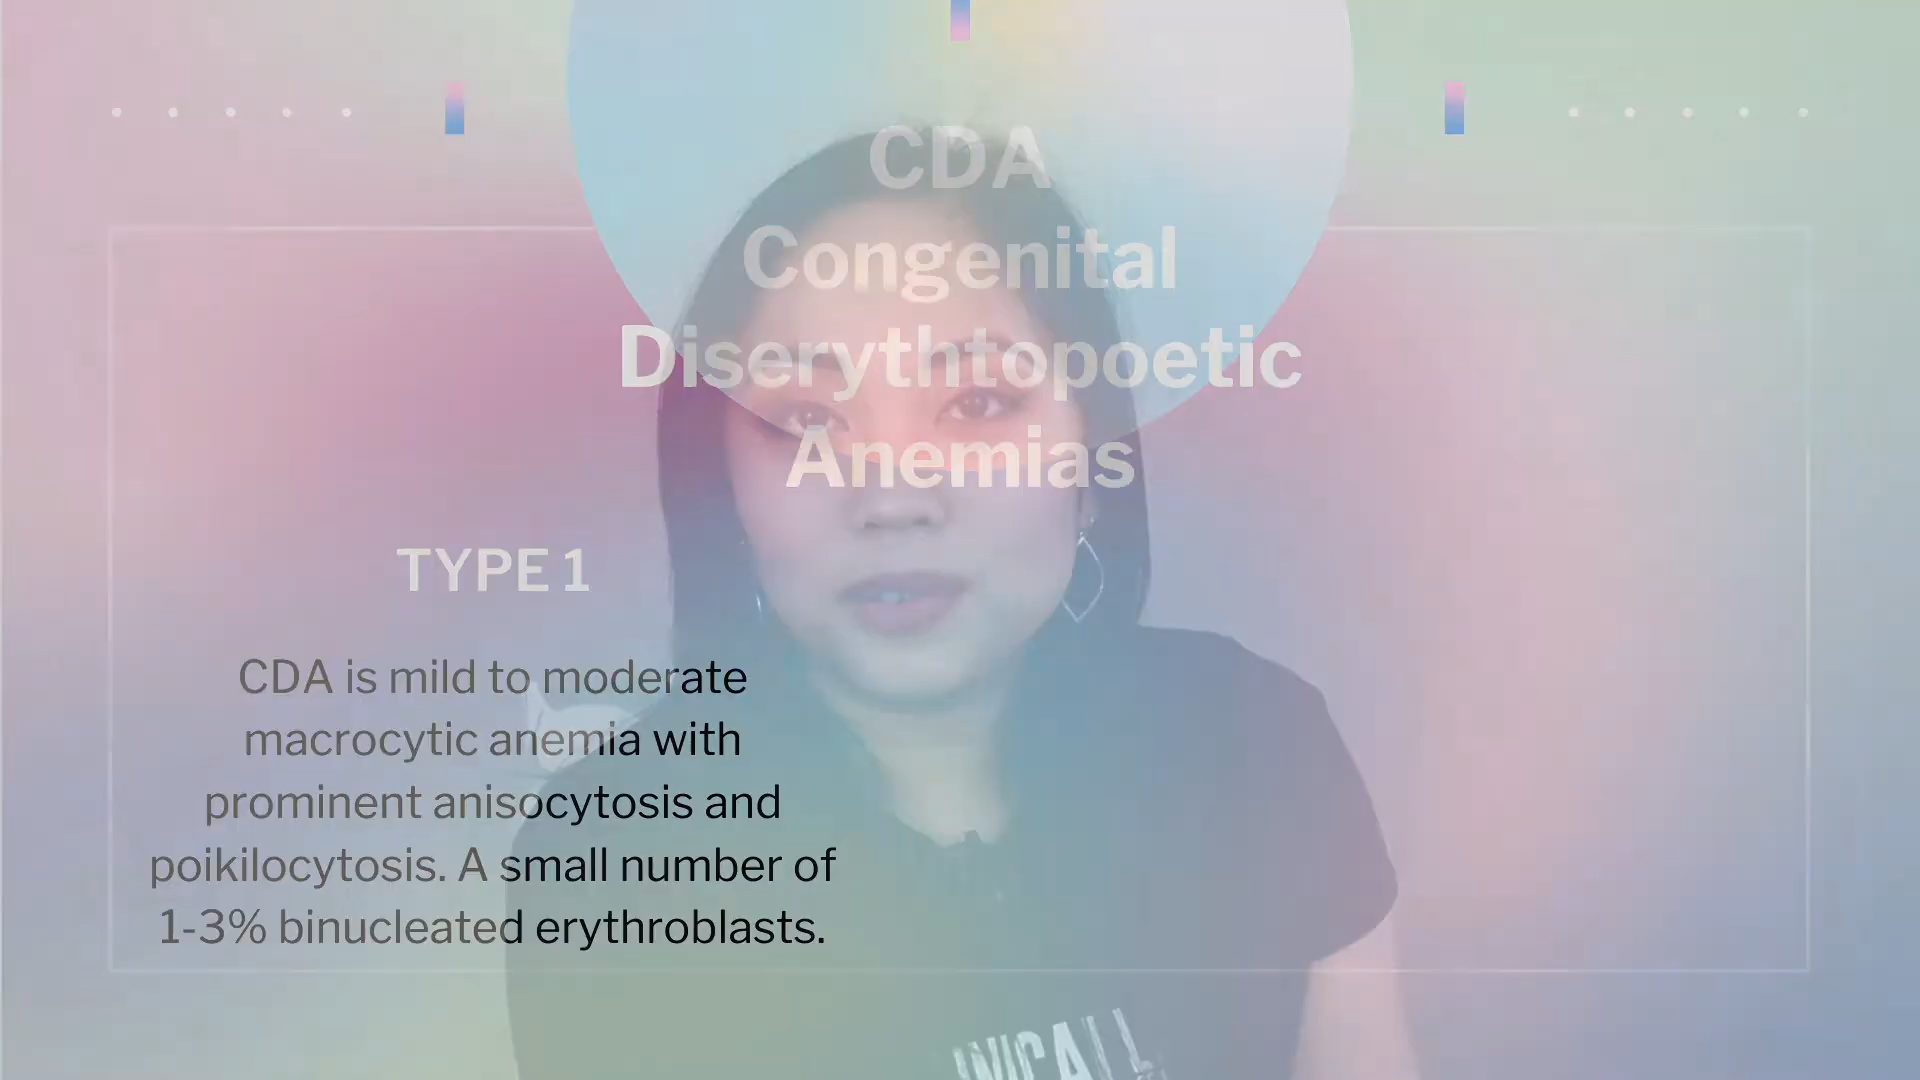 CDA
Congenital
Diserythtopoetic
Anemias
TYPE 1
CDA is mild to moderate
macrocytic anemia with
prominent anisocytosis and
poikilocytosis. A small number of
1-3% binucleated erythroblasts.